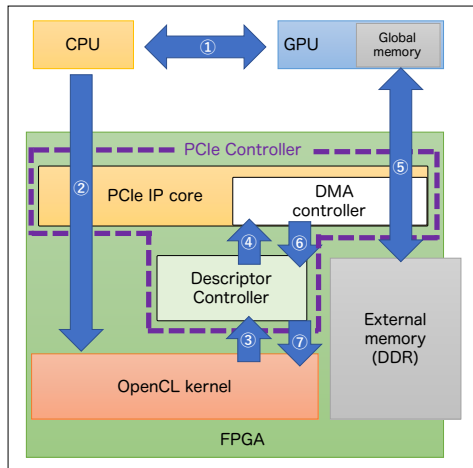 CPU
①
GPU
Global
memory
PCIe Controller
②
⑤
PCIe IP core
DMA
controller
④
⑥
Descriptor
Controller
③
⑦
External
memory
(DDR)
OpenCL kernel
FPGA